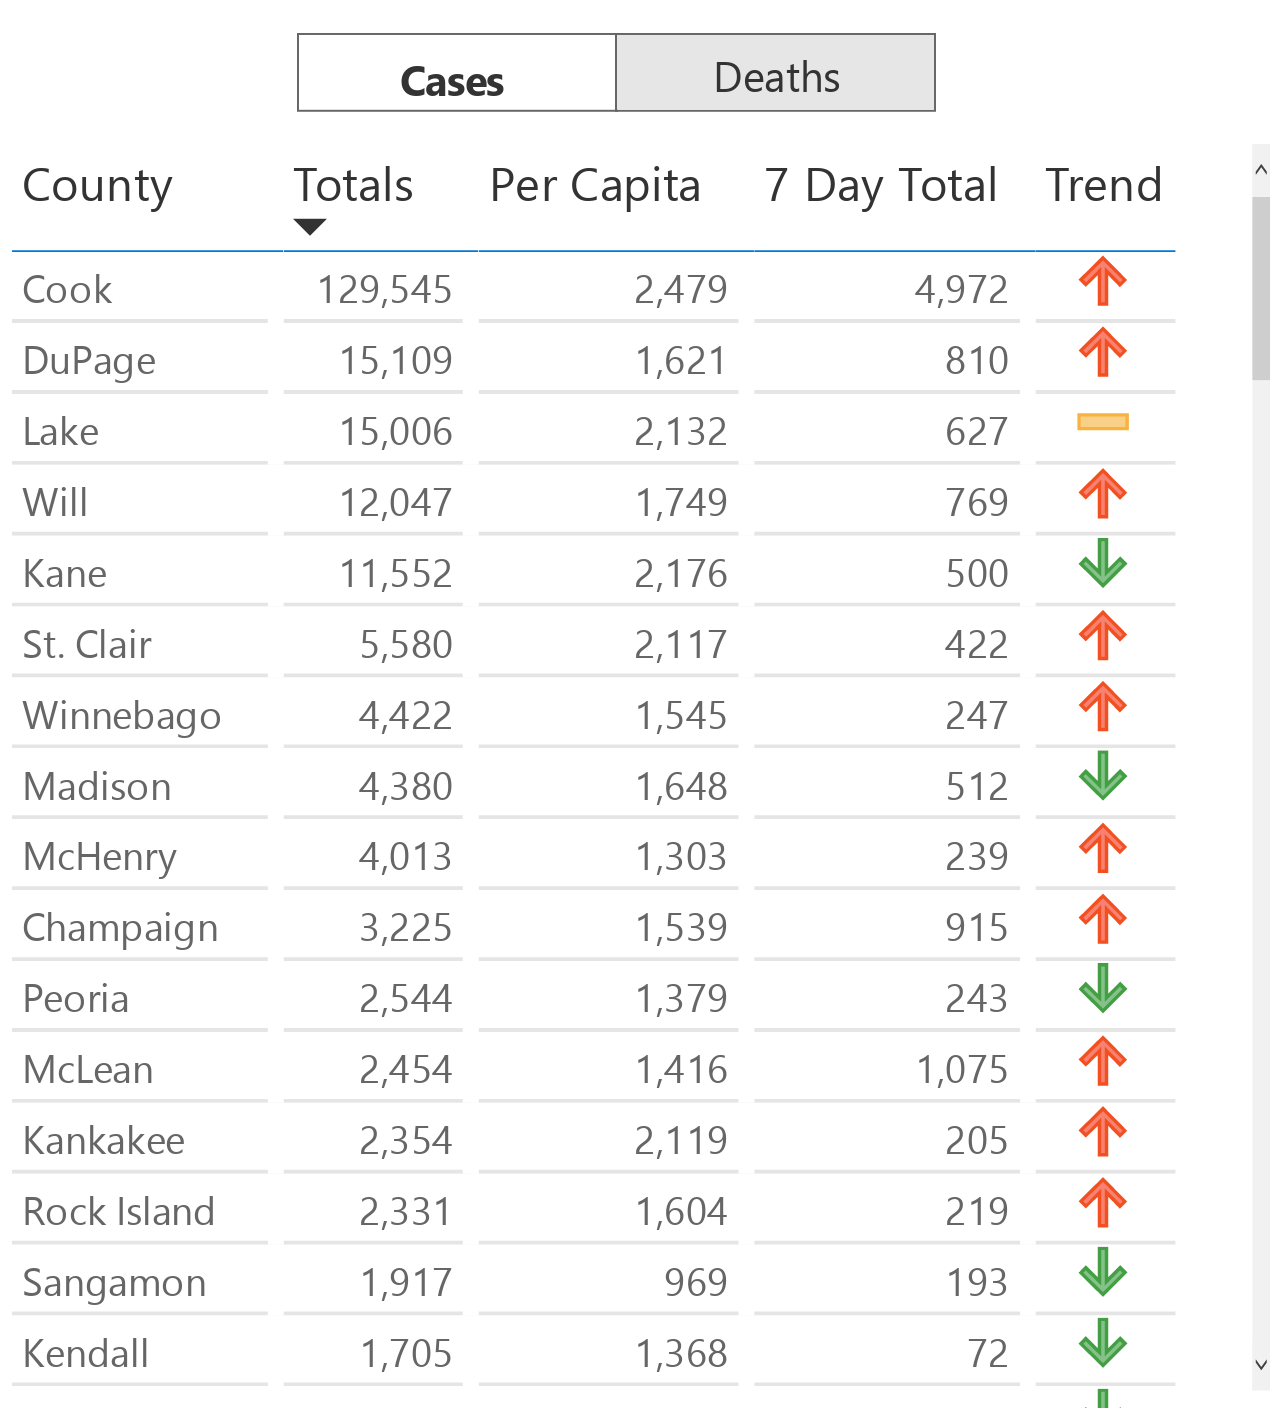 Cases Deaths
County Totals Per Capita 7 Day Total Trend
Cook 129,545 2,479 4,972
DuPage 15,109 1,621 810
Lake 15,006 2,132 627
Will 12,047 1,749 769
Kane 11,552 2,176 500
St. Clair 5,580 2,117 422
Winnebago 4,422 1,545 247
Madison 4,380 1,648 512
McHenry 4,013 1,303 239
Champaign 3,225 1,539 915
Peoria 2,544 1,379 243
McLean 2,454 1,416 1,075
Kankakee 2,354 2,119 205
Rock Island 2,331 1,604 219
Sangamon 1,917 969 193
Kendall 1,705 1,368 72